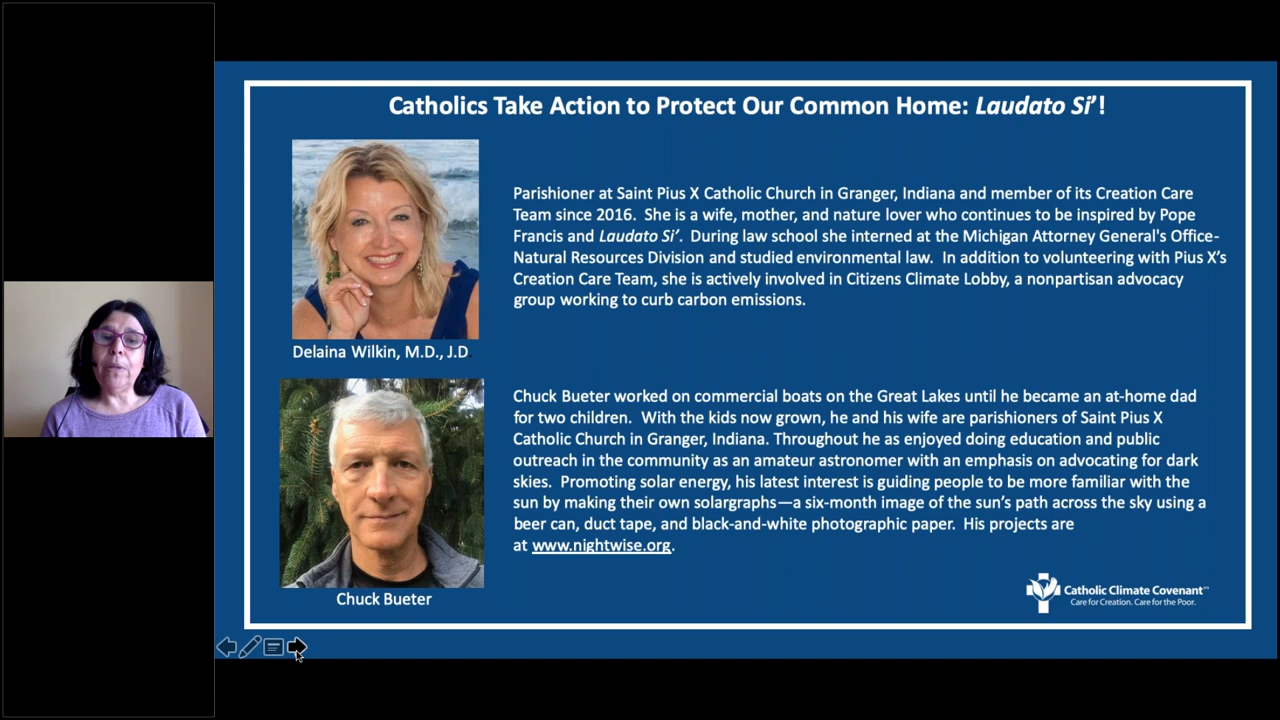 Catholics Take Action to Protect Our Common Home: Laudato Si'!
Parishioner at Saint Pius X Catholic Church in Granger, Indiana and member of its Creation Care
Team since 2016.  She is a wife, mother, and nature lover who continues to be inspired by Pope
Francis and Laudato Si'.  During law school she interned at the Michigan Attorney General's Office-
Natural Resources Division and studied environmental law.  In addition to volunteering with Pius X's
Creation Care Team, she is actively involved in Citizens Climate Lobby, a nonpartisan advocacy
group working to curb carbon emissions.
Delaina Wilkin, M.D., J.D.
Chuck Bueter worked on commercial boats on the Great Lakes until he became an at-home dad
for two children.  With the kids now grown, he and his wife are parishioners of Saint Pius X
Catholic Church in Granger, Indiana. Throughout he as enjoyed doing education and public
outreach in the community as an amateur astronomer with an emphasis on advocating for dark
skies.  Promoting solar energy, his latest interest is guiding people to be more familiar with the
sun by making their own solargraphs—a six-month image of the sun's path across the sky using a
beer can, duct tape, and black-and-white photographic paper.  His projects are
at www.nightwise.org.
Chuck Bueter
Catholic Climate Covenant℠
Care for Creation. Care for the Poor.